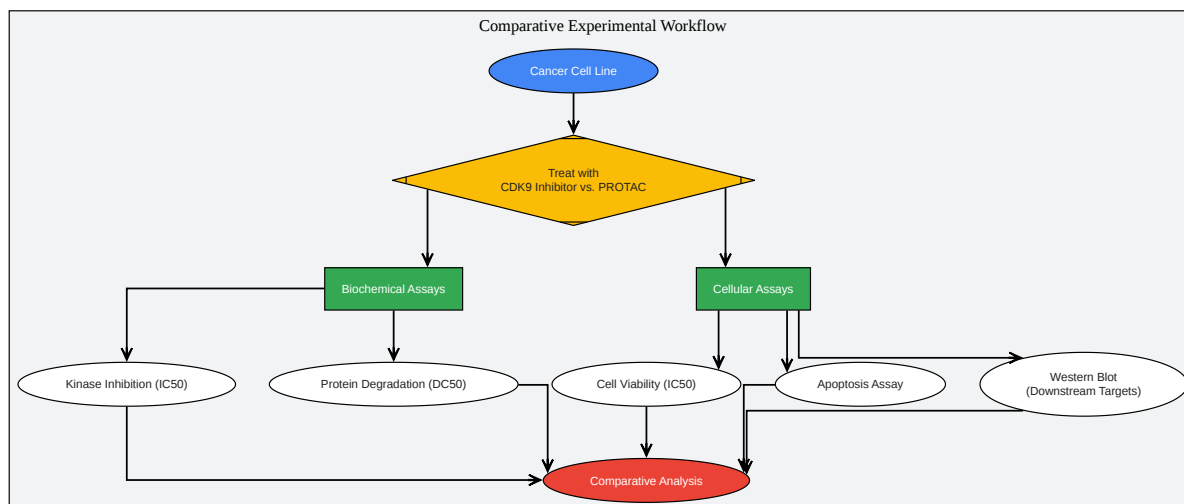 Comparative Experimental Workflow
Cancer Cell Line
Treat with
CDK9 Inhibitor vs. PROTAC
Biochemical Assays
Cellular Assays
Kinase Inhibition (IC50)
Protein Degradation (DC50)
Cell Viability (IC50)
Apoptosis Assay
Western Blot
(Downstream Targets)
Comparative Analysis